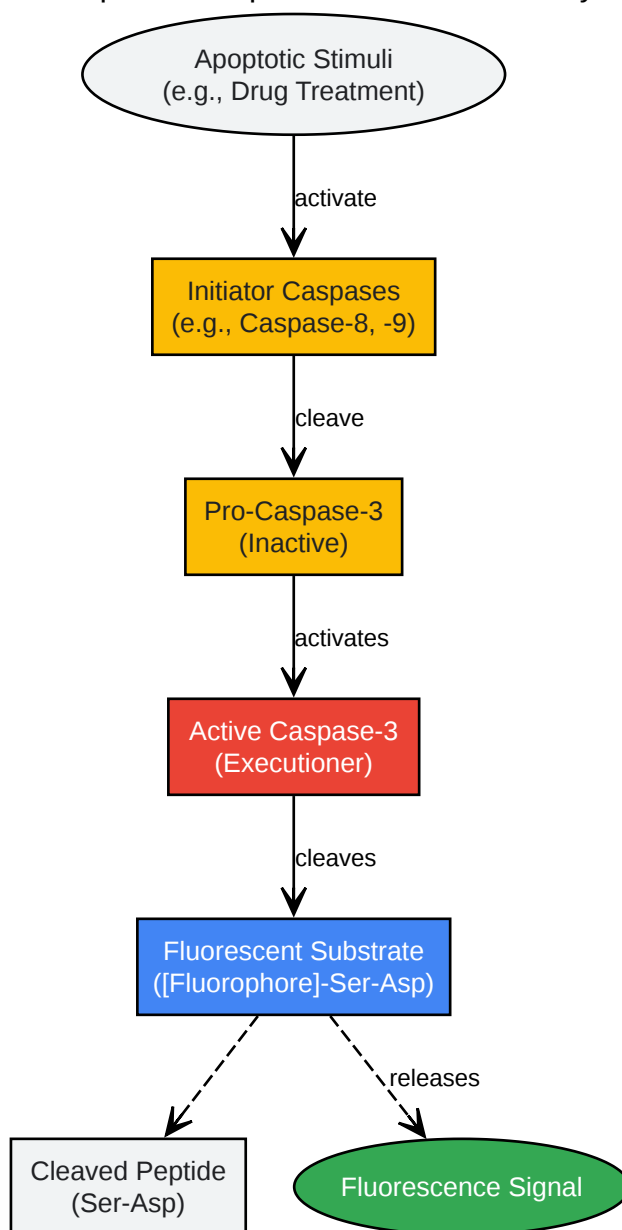 Apoptotic Stimuli
(e.g., Drug Treatment)
activate
Initiator Caspases
(e.g., Caspase-8, -9)
cleave
Pro-Caspase-3
(Inactive)
activates
Active Caspase-3
(Executioner)
cleaves
Fluorescent Substrate
([Fluorophore]-Ser-Asp)
releases
Cleaved Peptide
(Ser-Asp)
Fluorescence Signal